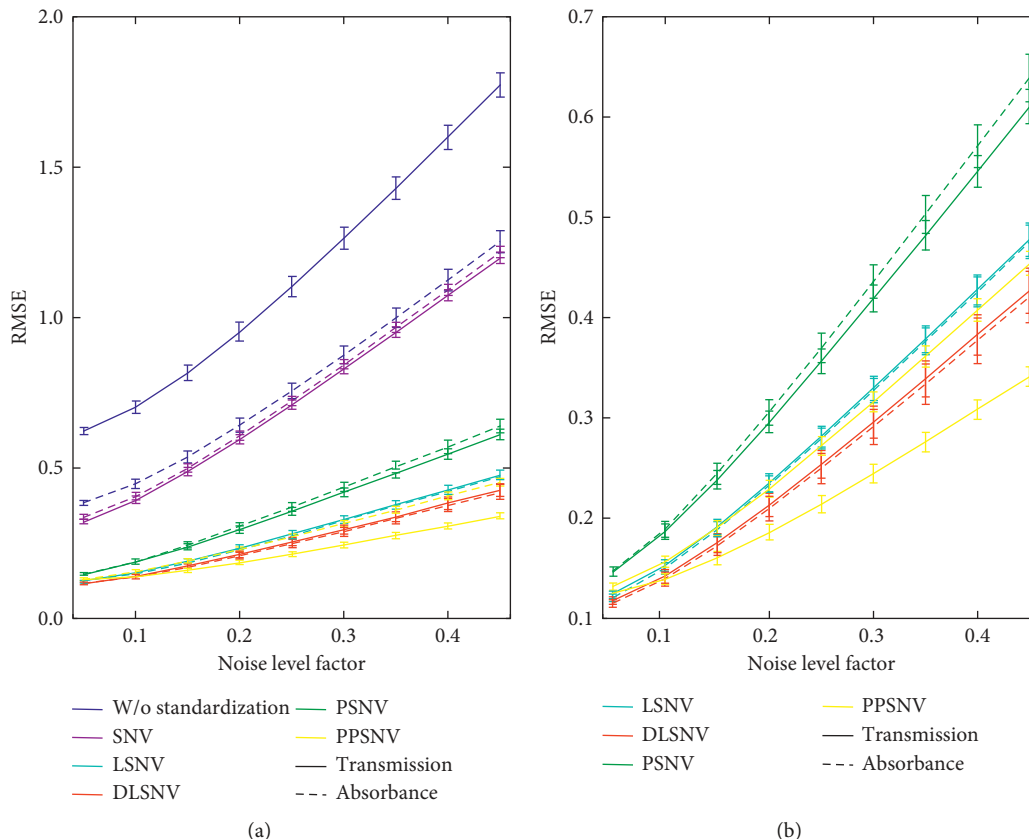 2.0
1.5
1.0
0.5
0.0
RMSE
0.1 0.2 0.3 0.4
Noise level factor
W/o standardization
SNV
LSNV
DLSNV
PSNV
PPSNV
Transmission
Absorbance
(a)
0.7
0.6
0.5
0.4
0.3
0.2
0.1
RMSE
0.1 0.2 0.3 0.4
Noise level factor
LSNV
DLSNV
PSNV
PPSNV
Transmission
Absorbance
(b)